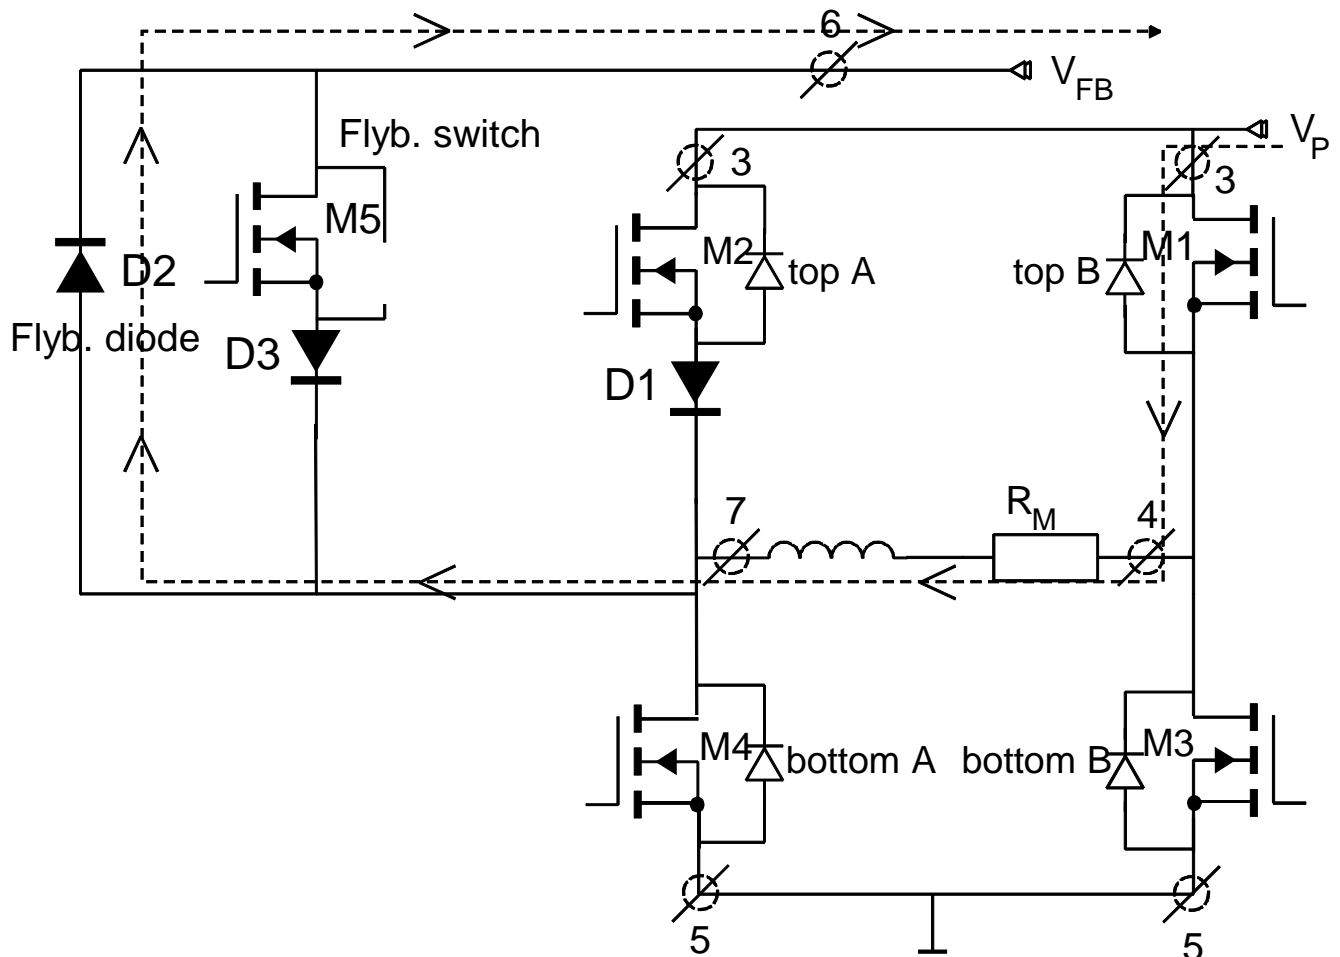 6
V_FB
Flyb. switch
V_P
3
3
M5
M2
M1
D2
top A
top B
Flyb. diode
D3
D1
7
R_M
4
M4
bottom A
bottom B
M3
5
5